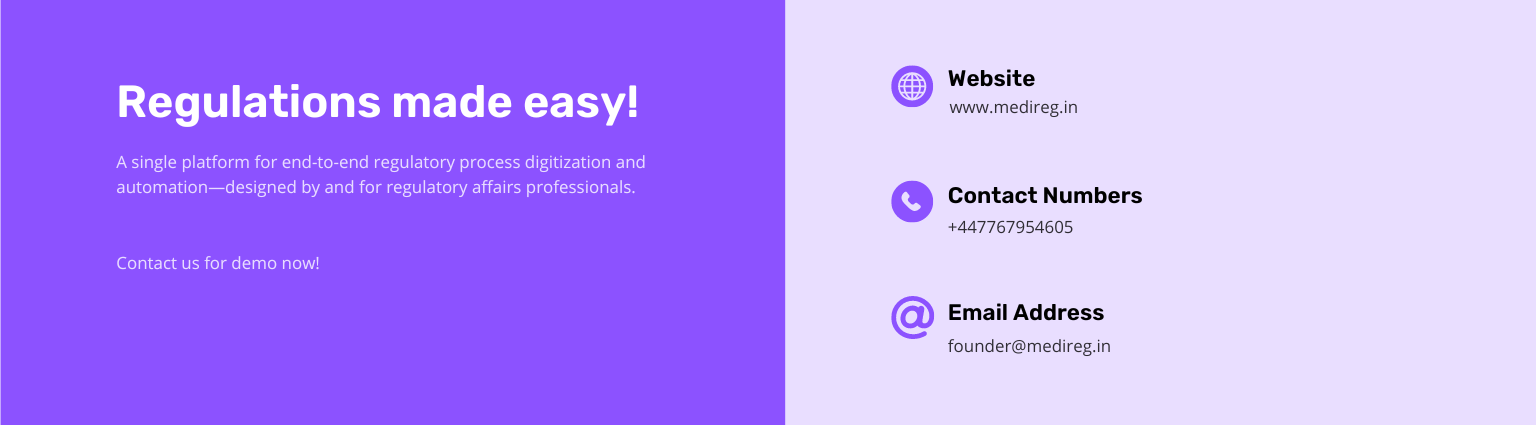 Regulations made easy!
A single platform for end-to-end regulatory process digitization and
automation—designed by and for regulatory affairs professionals.
Contact us for demo now!
Website
www.medireg.in
Contact Numbers
+447767954605
Email Address
founder@medireg.in